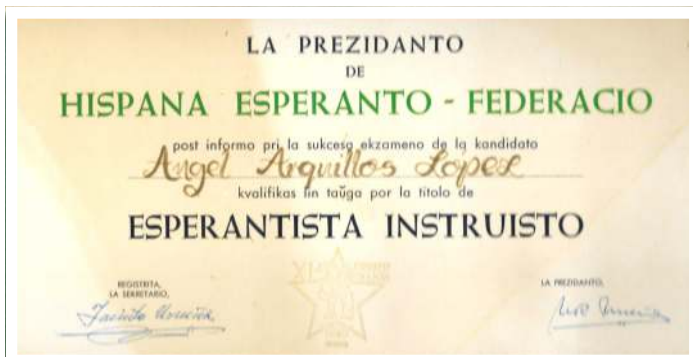 LA PREZIDANTO
DE
HISPANA ESPERANTO - FEDERACIO
post informo pri la sukcesa ekzameno de la kandidato
Angel Arquillos Lopez
kvalifikas lin taŭga por la titolo de
ESPERANTISTA INSTRUISTO
REGISTRITA,
LA SEKRETARIO,
LA PREZIDANTO,